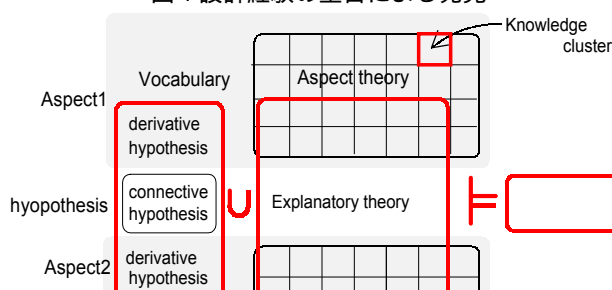 Knowledge
cluster
Vocabulary
Aspect theory
Aspect1
derivative
hypothesis
hyopothesis
connective
hypothesis
∪
Explanatory theory
⊨
Aspect2
derivative
hypothesis